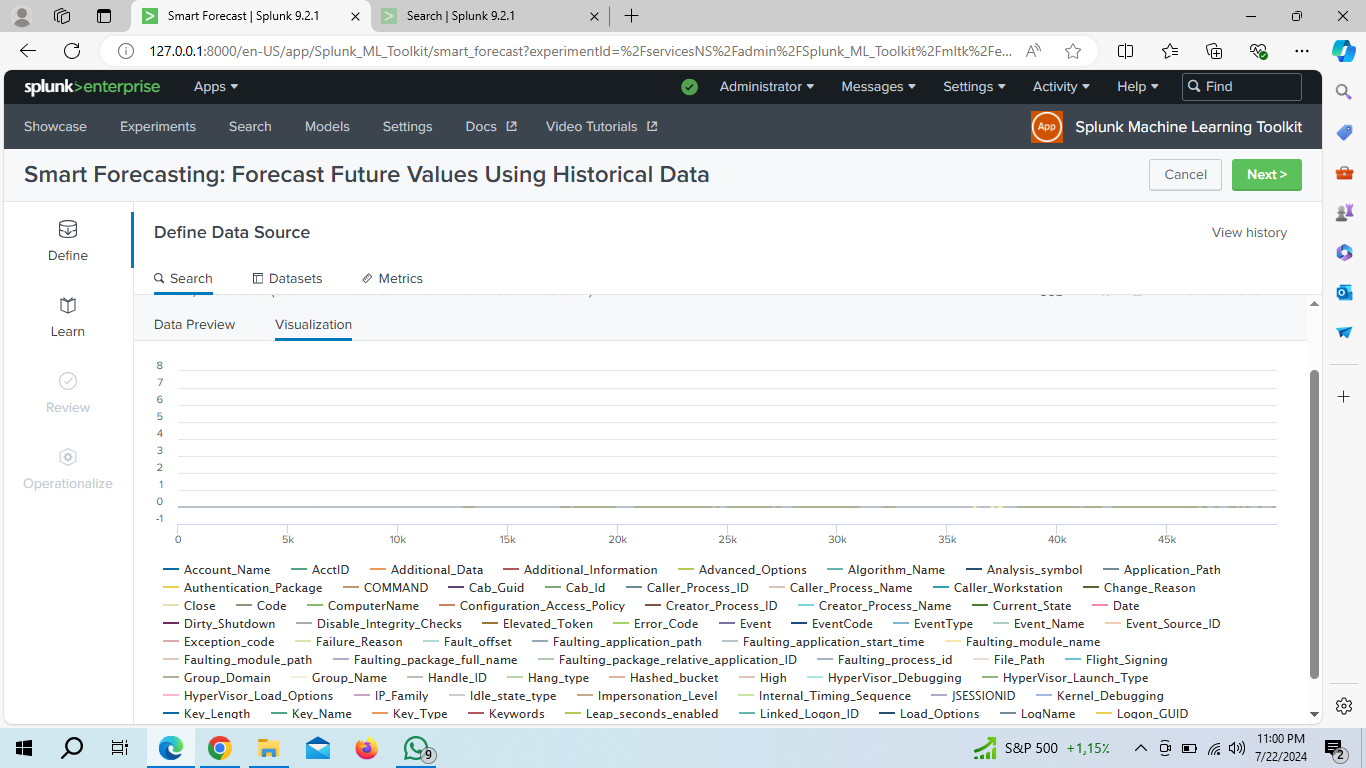 Smart Forecast | Splunk 9.2.1
Search | Splunk 9.2.1
127.0.0.1:8000/en-US/app/Splunk_ML_Toolkit/smart_forecast?experimentId=%2FservicesNS%2Fadmin%2FSplunk_ML_Toolkit%2Fmltk%2Fe...
splunk>enterprise Apps Administrator Messages Settings Activity Help Find
Showcase Experiments Search Models Settings Docs Video Tutorials App Splunk Machine Learning Toolkit
Smart Forecasting: Forecast Future Values Using Historical Data Cancel Next >
Define
Learn
Review
Operationalize
Define Data Source View history
Search Datasets Metrics
Data Preview Visualization
8
7
6
5
4
3
2
1
0
-1
0 5k 10k 15k 20k 25k 30k 35k 40k 45k
Account_Name AcctID Additional_Data Additional_Information Advanced_Options Algorithm_Name Analysis_symbol Application_Path
Authentication_Package COMMAND Cab_Guid Cab_Id Caller_Process_ID Caller_Process_Name Caller_Workstation Change_Reason
Close Code ComputerName Configuration_Access_Policy Creator_Process_ID Creator_Process_Name Current_State Date
Dirty_Shutdown Disable_Integrity_Checks Elevated_Token Error_Code Event EventCode EventType Event_Name Event_Source_ID
Exception_code Failure_Reason Fault_offset Faulting_application_path Faulting_application_start_time Faulting_module_name
Faulting_module_path Faulting_package_full_name Faulting_package_relative_application_ID Faulting_process_id File_Path Flight_Signing
Group_Domain Group_Name Handle_ID Hang_type Hashed_bucket High HyperVisor_Debugging HyperVisor_Launch_Type
HyperVisor_Load_Options IP_Family Idle_state_type Impersonation_Level Internal_Timing_Sequence JSESSIONID Kernel_Debugging
Key_Length Key_Name Key_Type Keywords Leap_seconds_enabled Linked_Logon_ID Load_Options LogName Logon_GUID
9 S&P 500 +1,15% 11:00 PM
7/22/2024 2